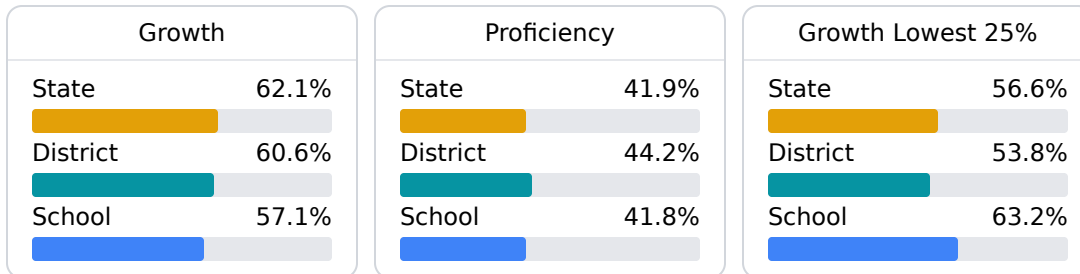 Growth
State 62.1%
District 60.6%
School 57.1%
Proficiency
State 41.9%
District 44.2%
School 41.8%
Growth Lowest 25%
State 56.6%
District 53.8%
School 63.2%